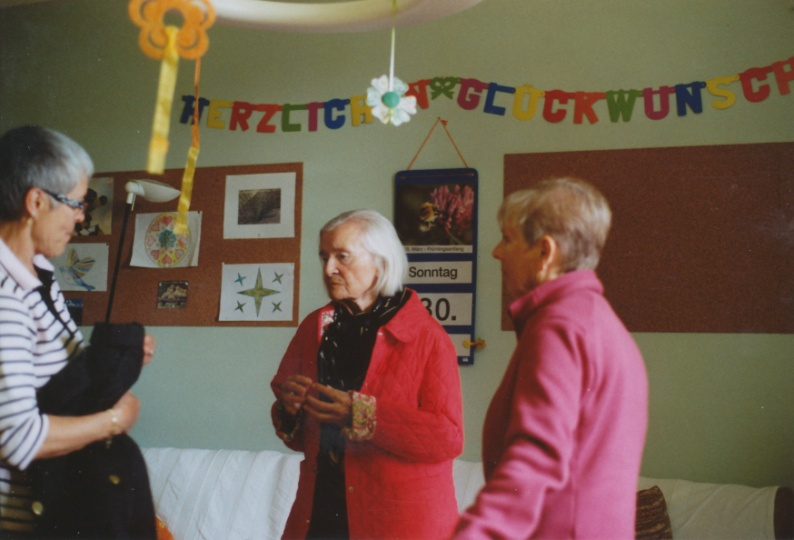 HERZLICHEN GLÜCKWUNSCH
Sonntag
30.